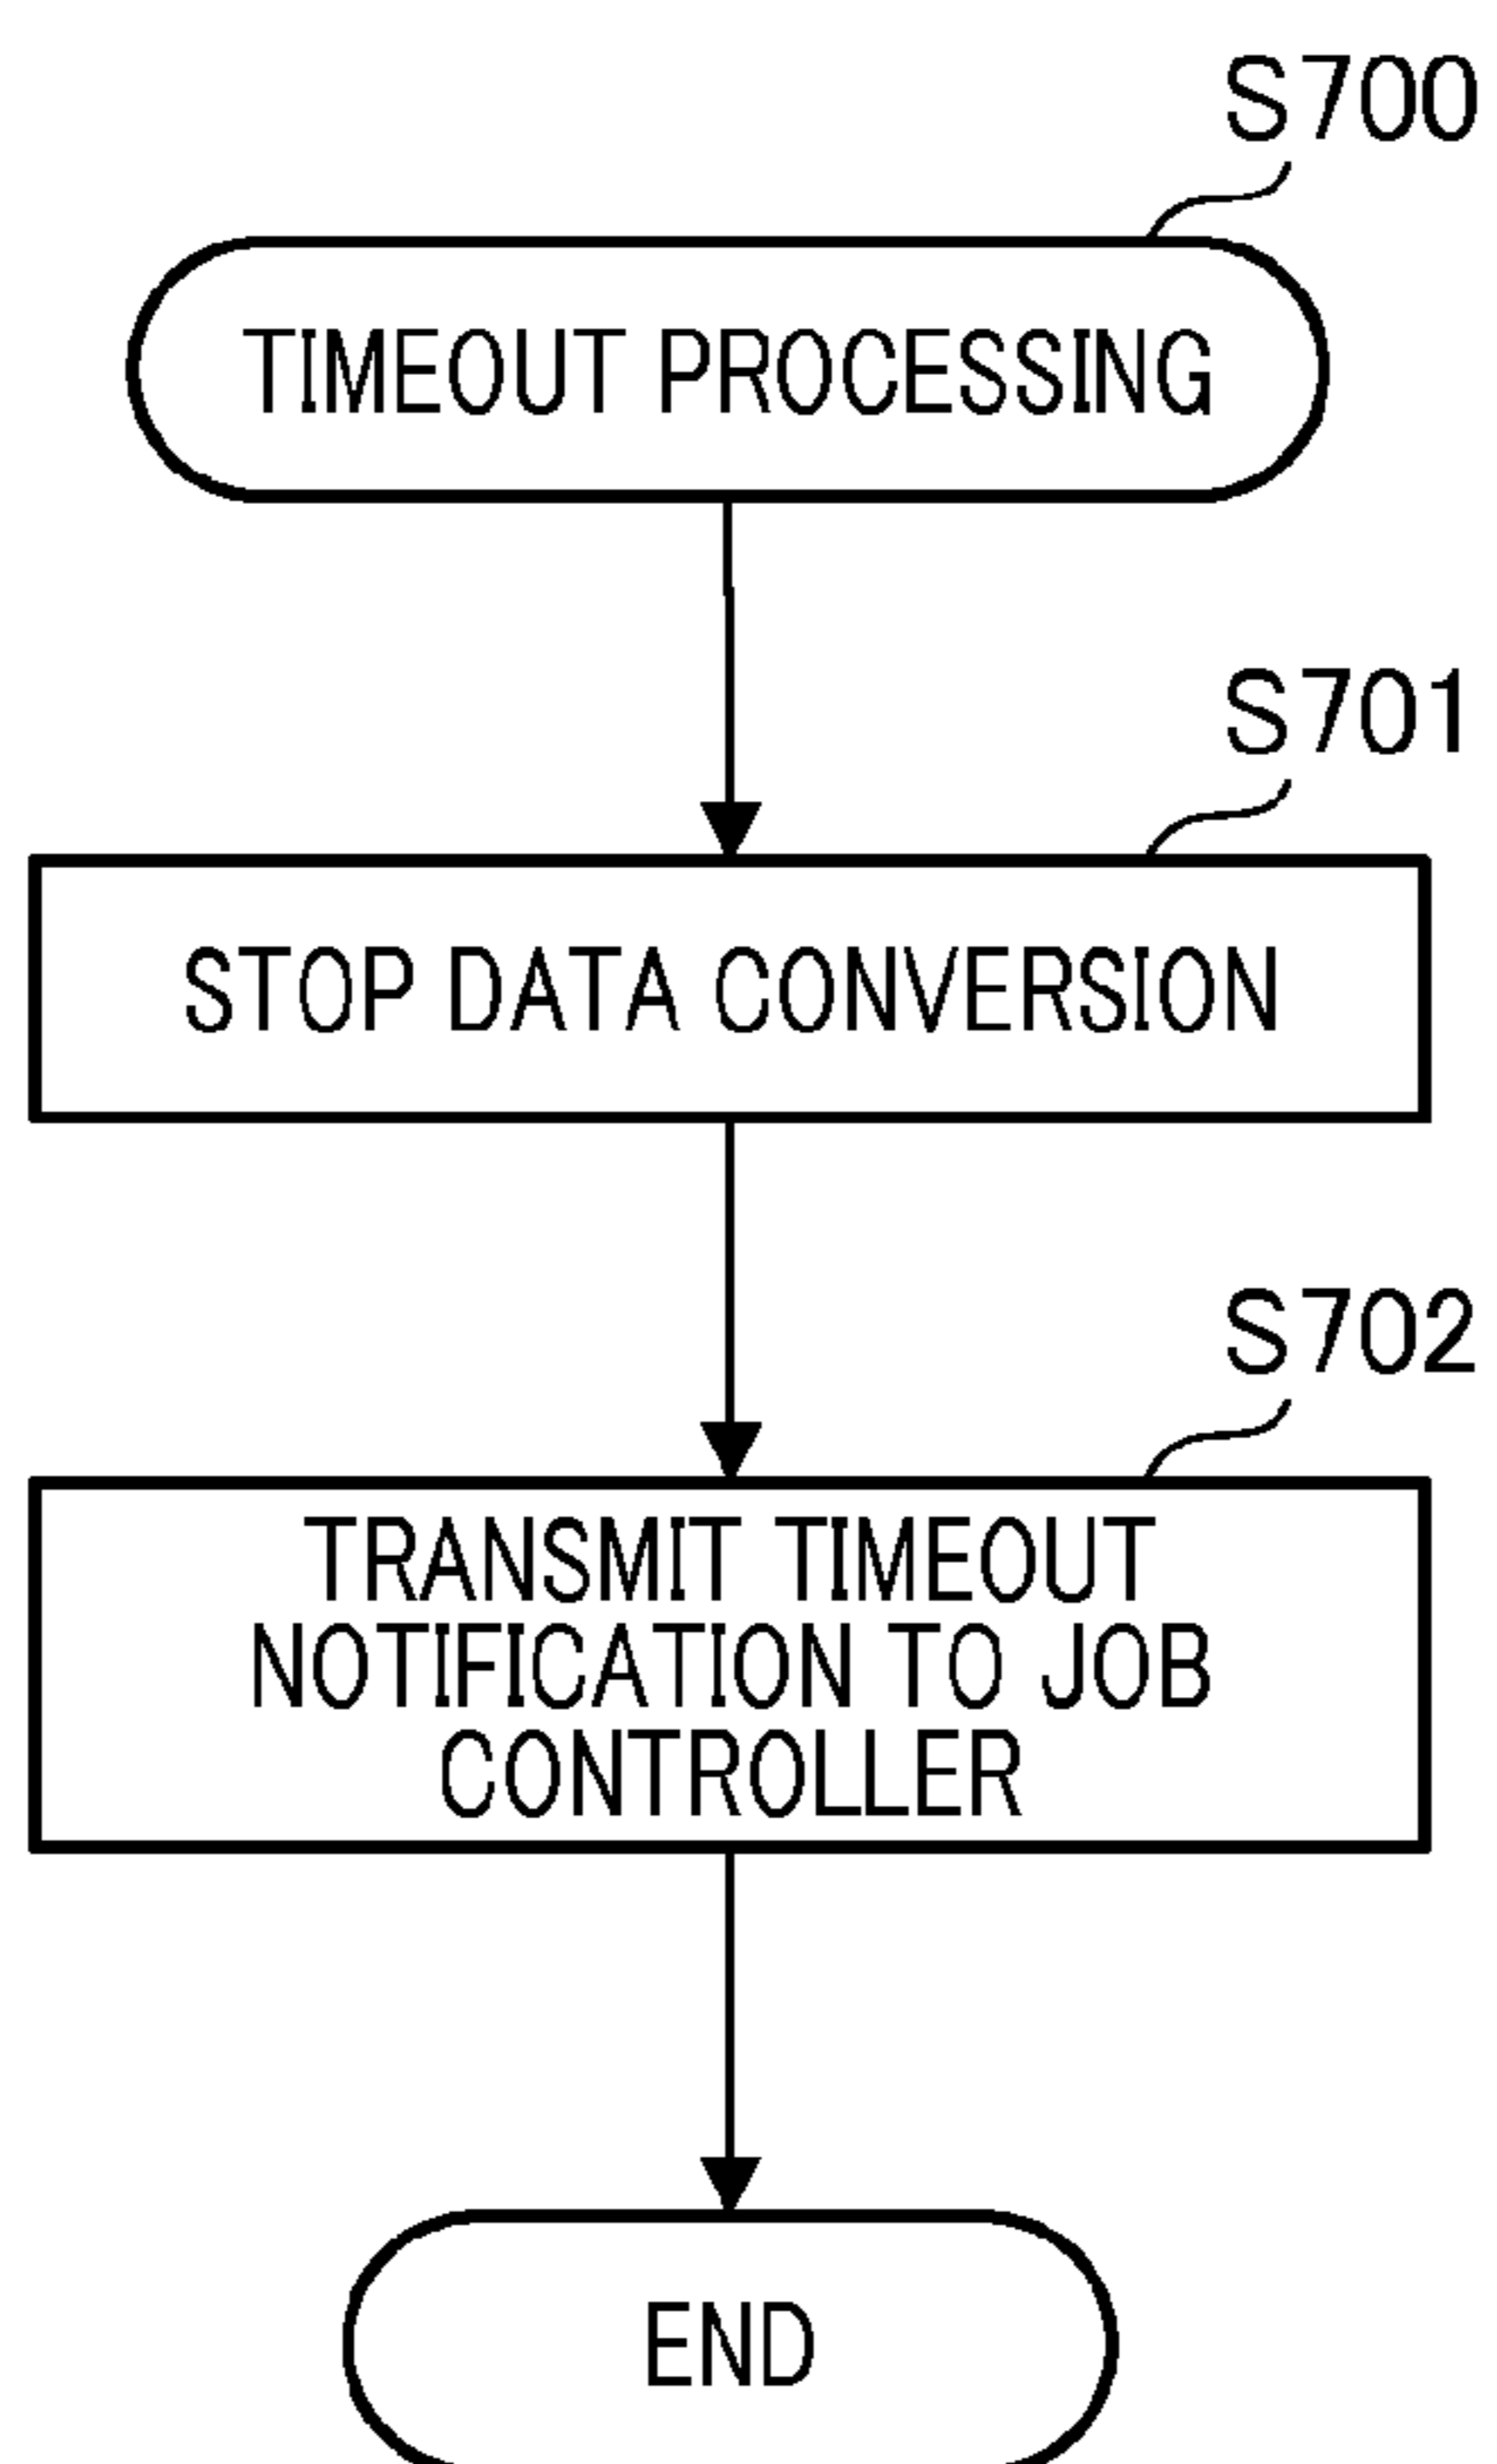 S700
TIMEOUT PROCESSING
S701
STOP DATA CONVERSION
S702
TRANSMIT TIMEOUT
NOTIFICATION TO JOB
CONTROLLER
END